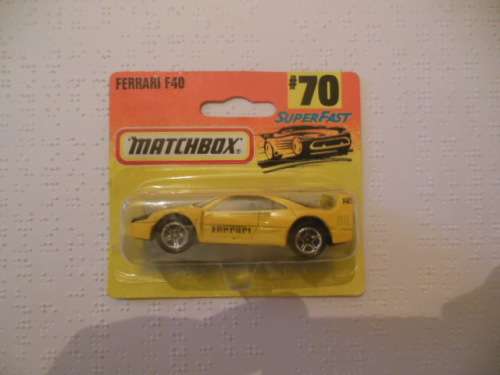 FERRARI F40
#70
SUPERFAST
MATCHBOX®
Ferrari